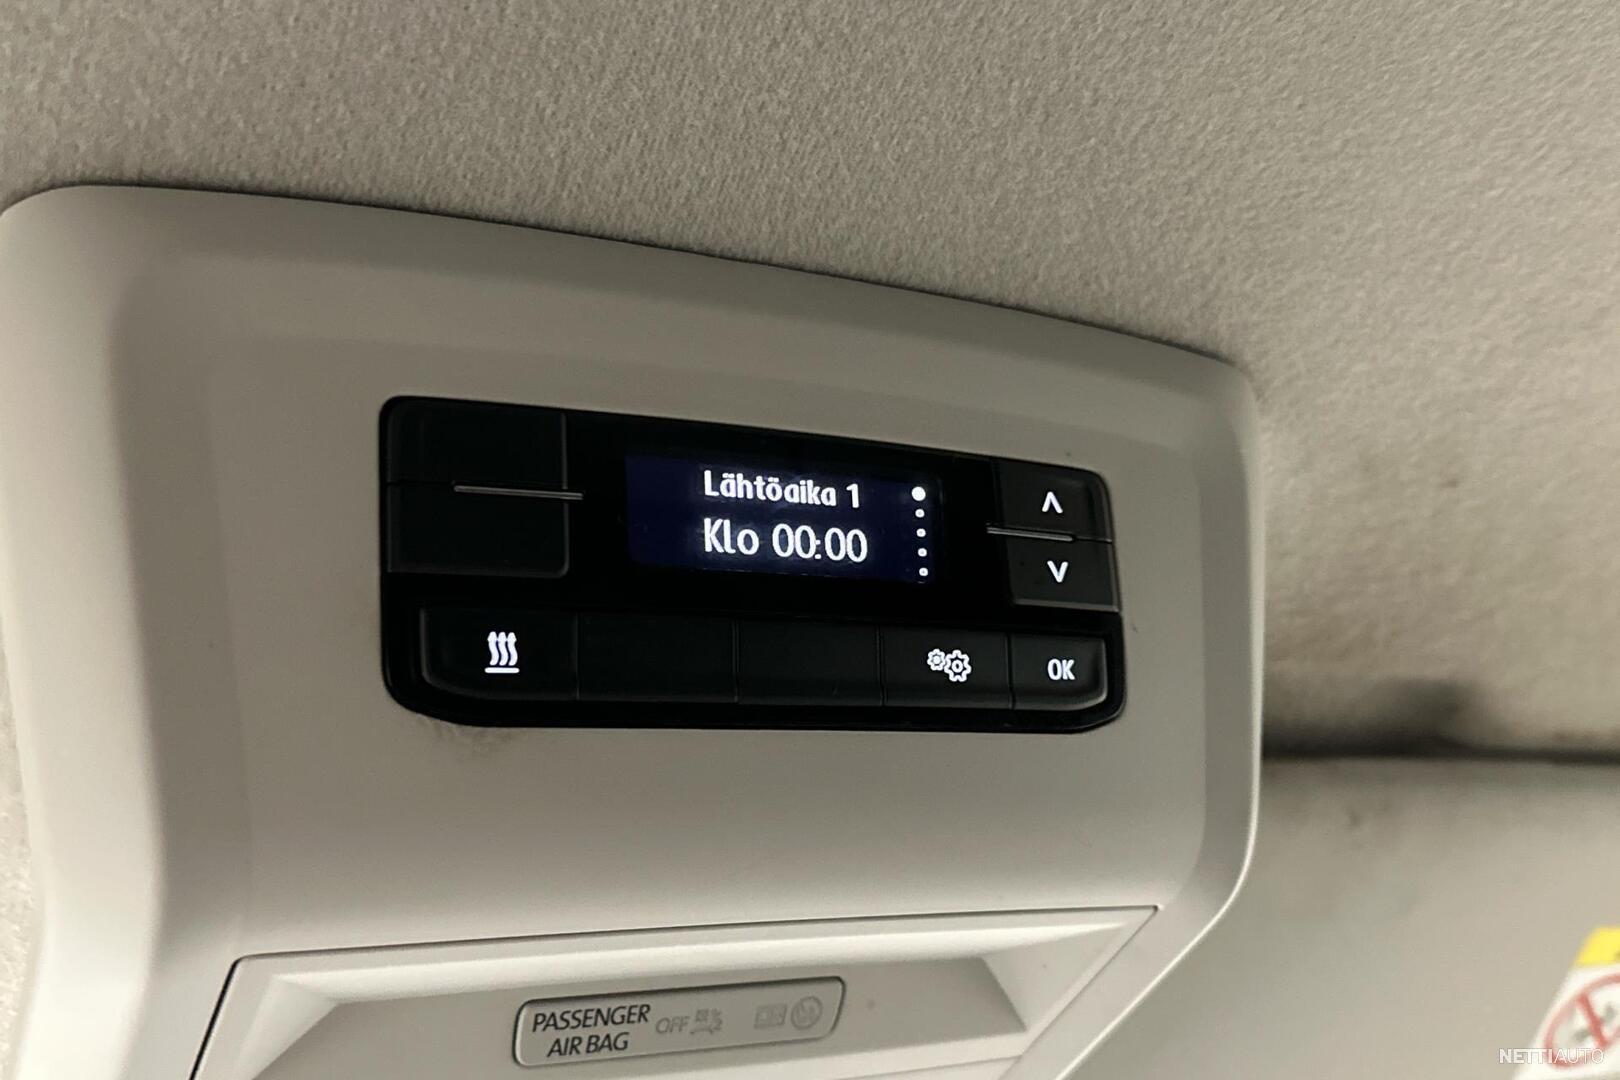 Lähtöaika 1
Klo 00:00
OK
PASSENGER
AIR BAG
OFF
NETTIAUTO